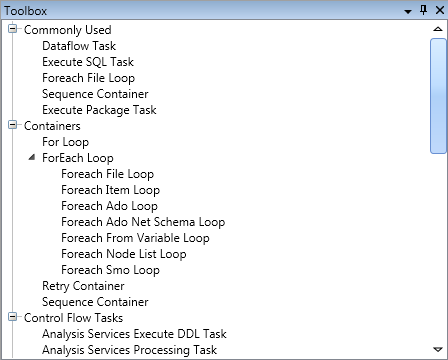 Toolbox
Commonly Used
Dataflow Task
Execute SQL Task
Foreach File Loop
Sequence Container
Execute Package Task
Containers
For Loop
ForEach Loop
Foreach File Loop
Foreach Item Loop
Foreach Ado Loop
Foreach Ado Net Schema Loop
Foreach From Variable Loop
Foreach Node List Loop
Foreach Smo Loop
Retry Container
Sequence Container
Control Flow Tasks
Analysis Services Execute DDL Task
Analysis Services Processing Task